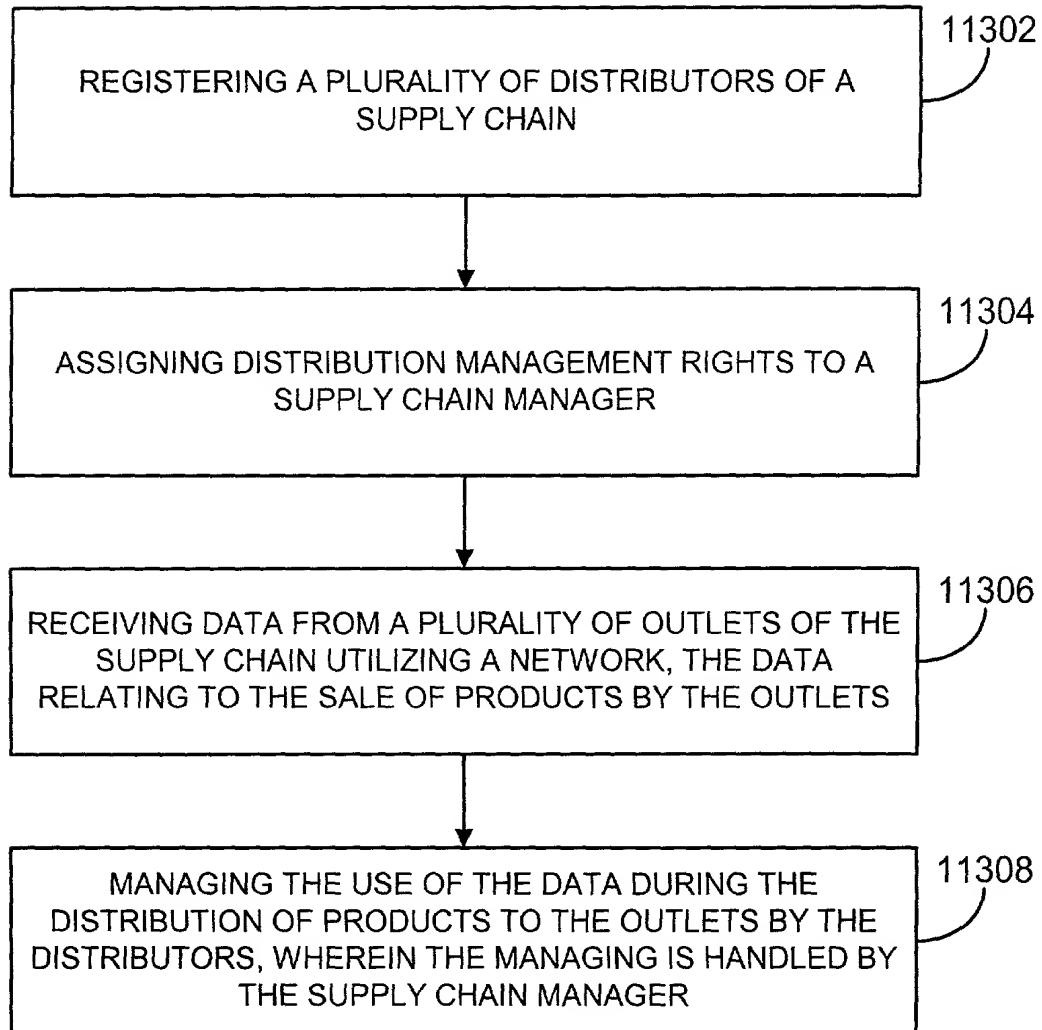 11302
REGISTERING A PLURALITY OF DISTRIBUTORS OF A
SUPPLY CHAIN
11304
ASSIGNING DISTRIBUTION MANAGEMENT RIGHTS TO A
SUPPLY CHAIN MANAGER
11306
RECEIVING DATA FROM A PLURALITY OF OUTLETS OF THE
SUPPLY CHAIN UTILIZING A NETWORK, THE DATA
RELATING TO THE SALE OF PRODUCTS BY THE OUTLETS
11308
MANAGING THE USE OF THE DATA DURING THE
DISTRIBUTION OF PRODUCTS TO THE OUTLETS BY THE
DISTRIBUTORS, WHEREIN THE MANAGING IS HANDLED BY
THE SUPPLY CHAIN MANAGER